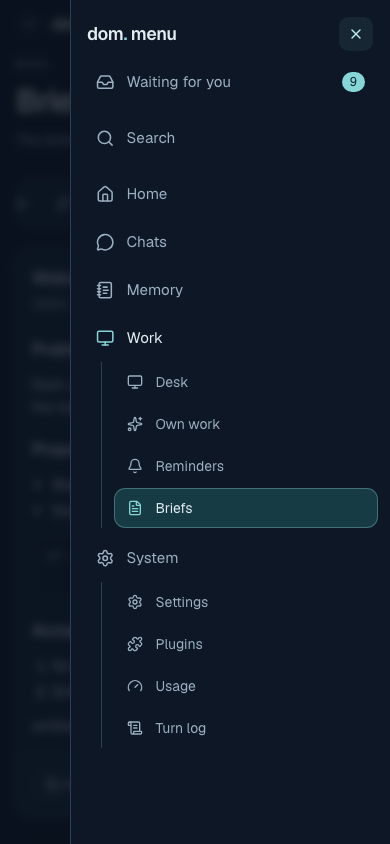 dom. menu
Waiting for you 9
Search
Home
Chats
Memory
Work
Desk
Own work
Reminders
Briefs
System
Settings
Plugins
Usage
Turn log